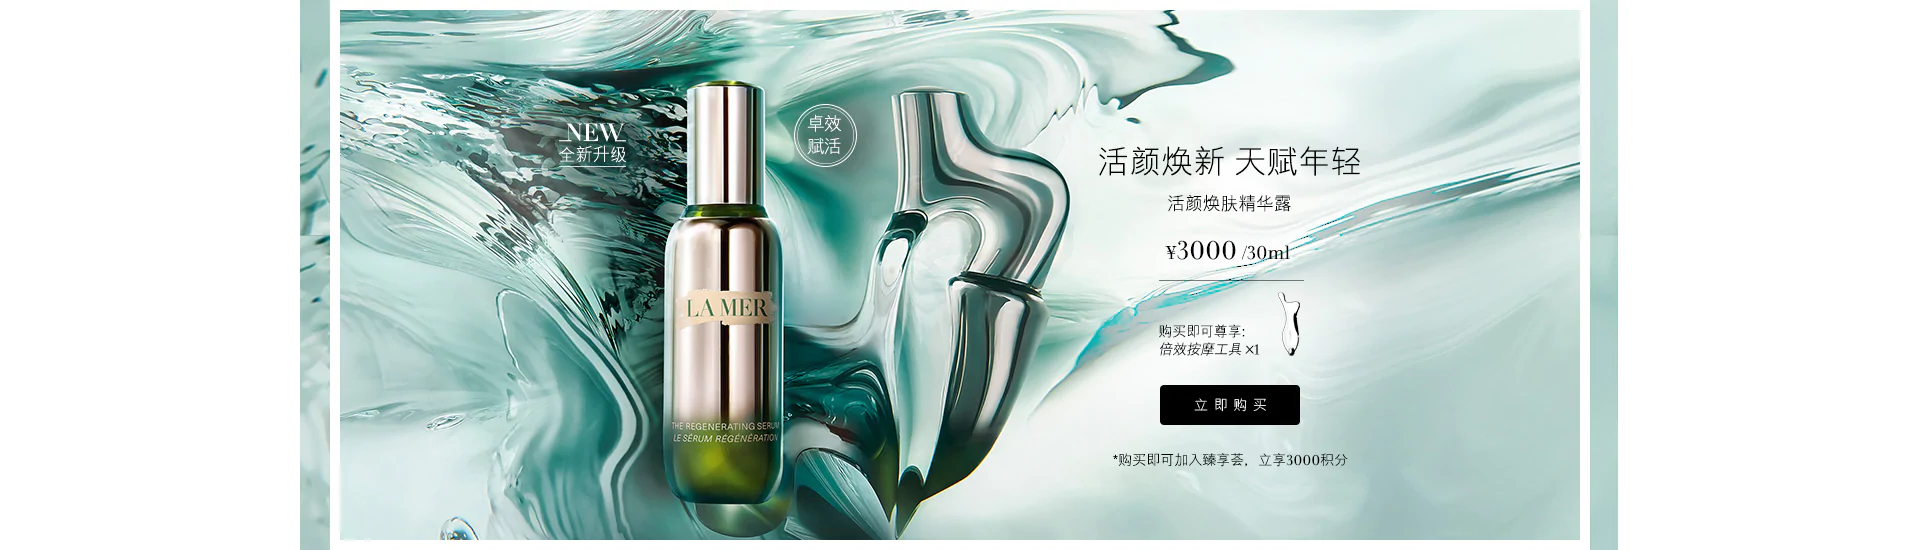 NEW
全新升级
卓效
赋活
LA MER
THE REGENERATING SERUM
LE SÉRUM RÉGÉNÉRATION
活颜焕新 天赋年轻
活颜焕肤精华露
¥3000 /30ml
购买即可尊享:
倍效按摩工具 ×1
立即购买
*购买即可加入臻享荟，立享3000积分